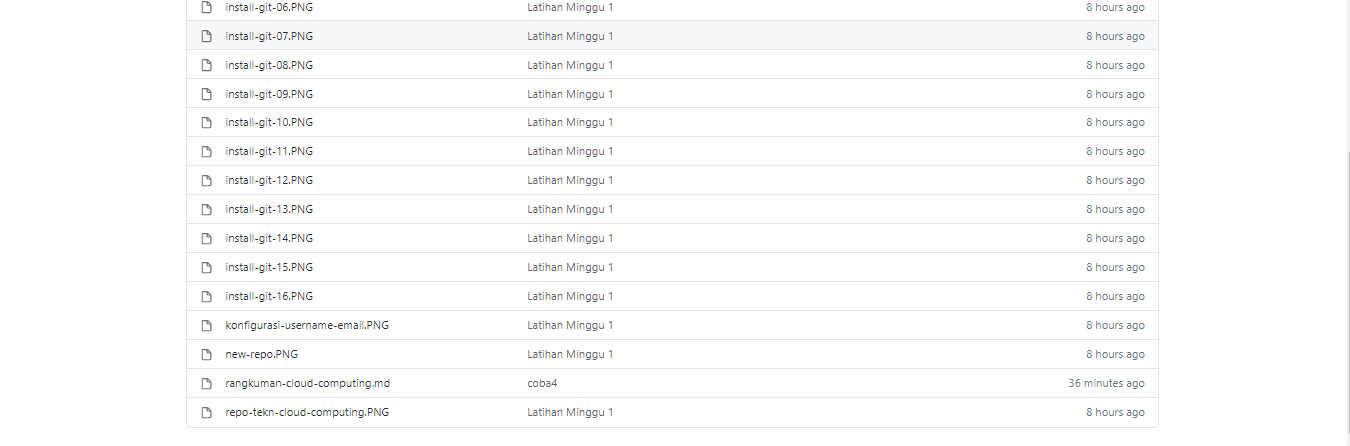 install-git-06.PNG Latihan Minggu 1 8 hours ago
install-git-07.PNG Latihan Minggu 1 8 hours ago
install-git-08.PNG Latihan Minggu 1 8 hours ago
install-git-09.PNG Latihan Minggu 1 8 hours ago
install-git-10.PNG Latihan Minggu 1 8 hours ago
install-git-11.PNG Latihan Minggu 1 8 hours ago
install-git-12.PNG Latihan Minggu 1 8 hours ago
install-git-13.PNG Latihan Minggu 1 8 hours ago
install-git-14.PNG Latihan Minggu 1 8 hours ago
install-git-15.PNG Latihan Minggu 1 8 hours ago
install-git-16.PNG Latihan Minggu 1 8 hours ago
konfigurasi-username-email.PNG Latihan Minggu 1 8 hours ago
new-repo.PNG Latihan Minggu 1 8 hours ago
rangkuman-cloud-computing.md coba4 36 minutes ago
repo-tekn-cloud-computing.PNG Latihan Minggu 1 8 hours ago